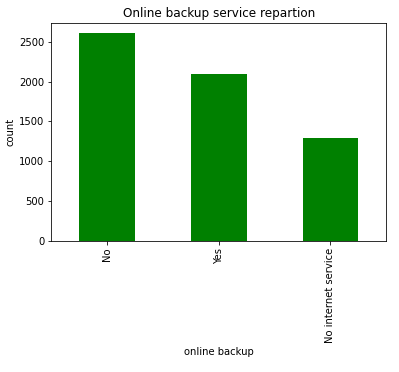 Online backup service repartion
2500
2000
1500
1000
500
0
count
No
Yes
No internet service
online backup